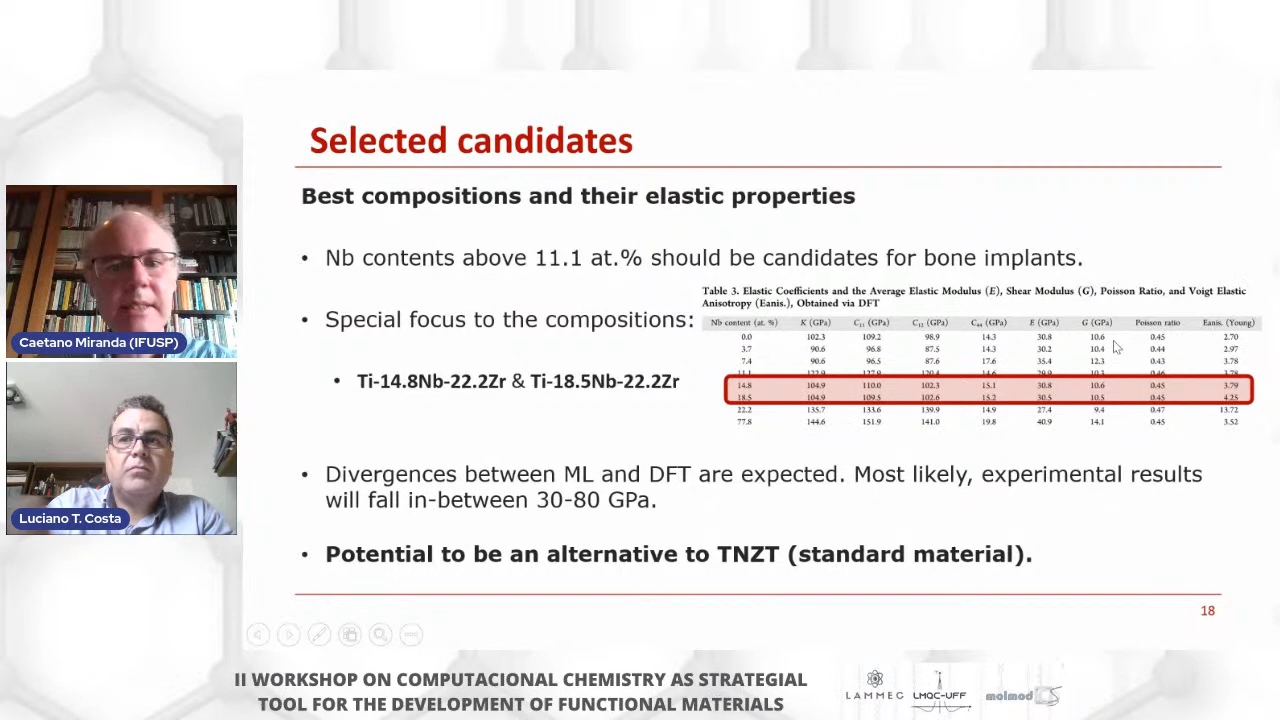 Selected candidates
Best compositions and their elastic properties
• Nb contents above 11.1 at.% should be candidates for bone implants.
• Special focus to the compositions:
• Ti-14.8Nb-22.2Zr & Ti-18.5Nb-22.2Zr
Table 3. Elastic Coefficients and the Average Elastic Modulus (E), Shear Modulus (G), Poisson Ratio, and Voigt Elastic
Anisotropy (Eanis.), Obtained via DFT
Nb content (at. %) K (GPa) C11 (GPa) C12 (GPa) C44 (GPa) E (GPa) G (GPa) Poisson ratio Eanis. (Young)
0.0 102.3 109.2 98.9 14.3 30.8 10.6 0.45 2.70
3.7 90.6 96.8 87.5 14.3 30.2 10.4 0.44 2.97
7.4 90.6 96.5 87.6 12.6 35.4 12.3 0.43 3.78
14.8 104.9 110.0 102.3 15.1 30.8 10.6 0.45 3.79
18.5 104.9 109.5 102.6 15.2 30.5 10.5 0.45 4.25
22.2 135.7 133.6 139.9 14.9 27.4 9.4 0.47 13.72
77.8 144.6 151.9 141.0 19.8 40.9 14.1 0.45 3.52
• Divergences between ML and DFT are expected. Most likely, experimental results
will fall in-between 30-80 GPa.
• Potential to be an alternative to TNZT (standard material).
18
Caetano Miranda (IFUSP)
Luciano T. Costa
II WORKSHOP ON COMPUTACIONAL CHEMISTRY AS STRATEGIAL
TOOL FOR THE DEVELOPMENT OF FUNCTIONAL MATERIALS
LAMMEC LMQC-UFF molmod CS